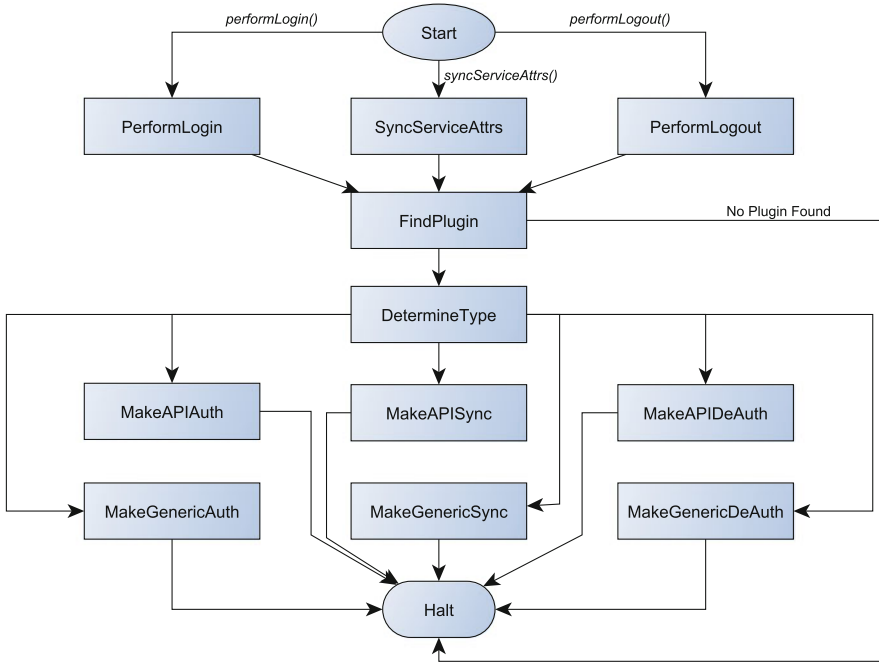 performLogin()
Start
performLogout()
syncServiceAttrs()
PerformLogin
SyncServiceAttrs
PerformLogout
FindPlugin
No Plugin Found
DetermineType
MakeAPIAuth
MakeAPISync
MakeAPIDeAuth
MakeGenericAuth
MakeGenericSync
MakeGenericDeAuth
Halt